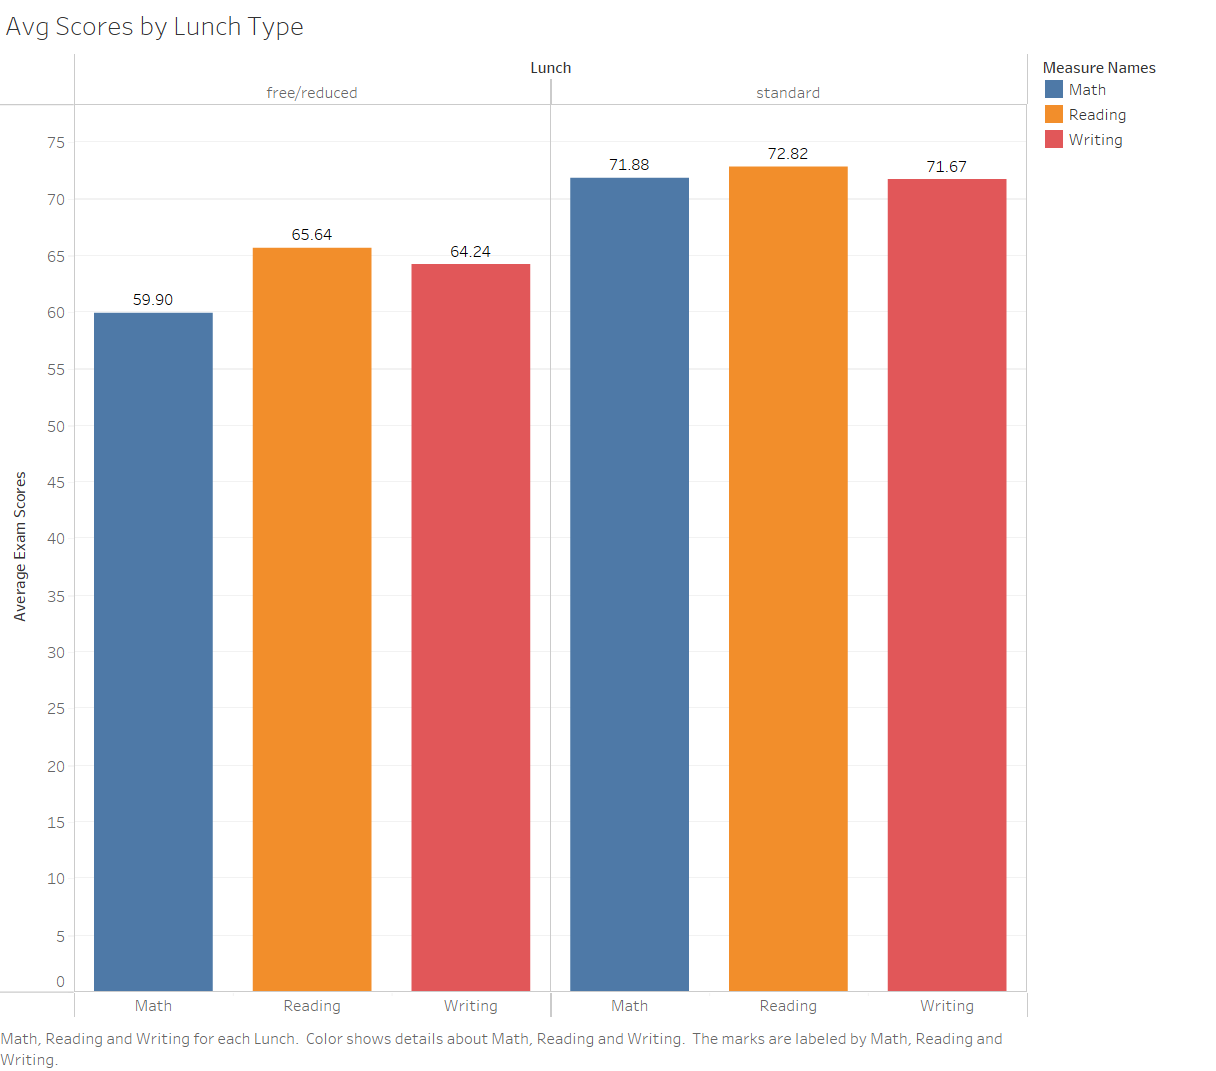 Avg Scores by Lunch Type
Lunch
free/reduced standard
Measure Names
Math
Reading
Writing
Average Exam Scores
75
70
65
60
55
50
45
40
35
30
25
20
15
10
5
0
59.90
65.64
64.24
71.88
72.82
71.67
Math Reading Writing Math Reading Writing
Math, Reading and Writing for each Lunch.  Color shows details about Math, Reading and Writing.  The marks are labeled by Math, Reading and
Writing.